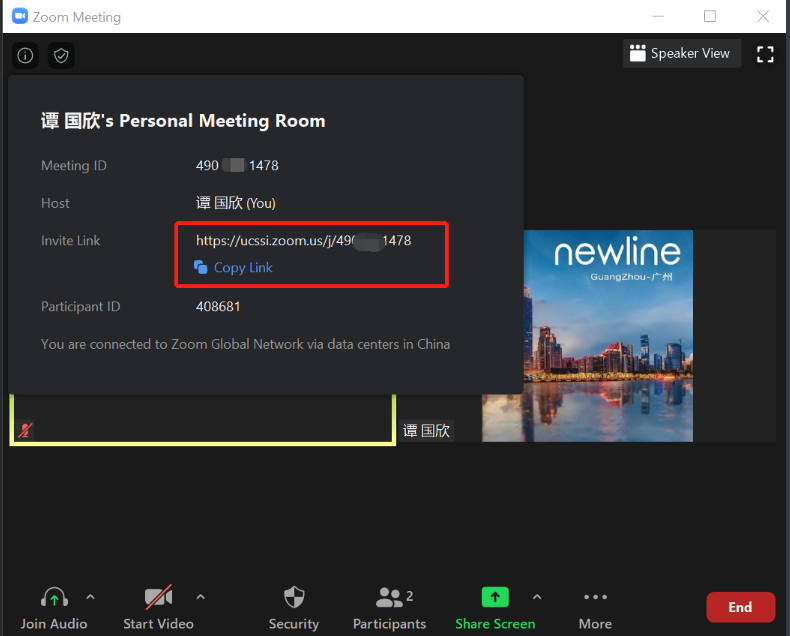 Zoom Meeting
Speaker View
谭 国欣's Personal Meeting Room
Meeting ID
490 1478
Host
谭 国欣 (You)
Invite Link
https://ucssi.zoom.us/j/490 1478
Copy Link
Participant ID
408681
You are connected to Zoom Global Network via data centers in China
newline
GuangZhou-广州
谭 国欣
Join Audio
Start Video
Security
Participants
2
Share Screen
More
End